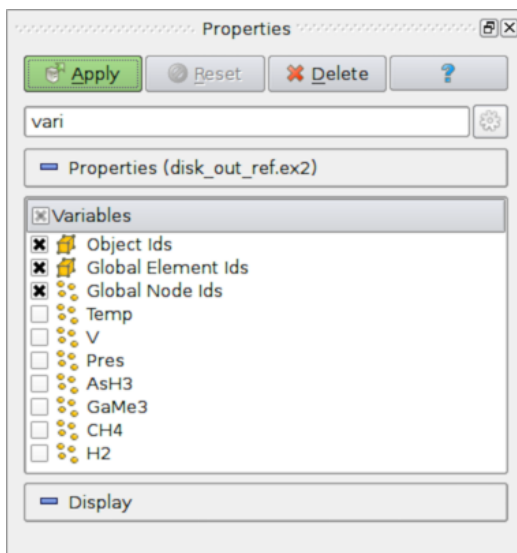 Properties
Apply Reset Delete ?
vari
Properties (disk_out_ref.ex2)
Variables
Object Ids
Global Element Ids
Global Node Ids
Temp
V
Pres
AsH3
GaMe3
CH4
H2
Display